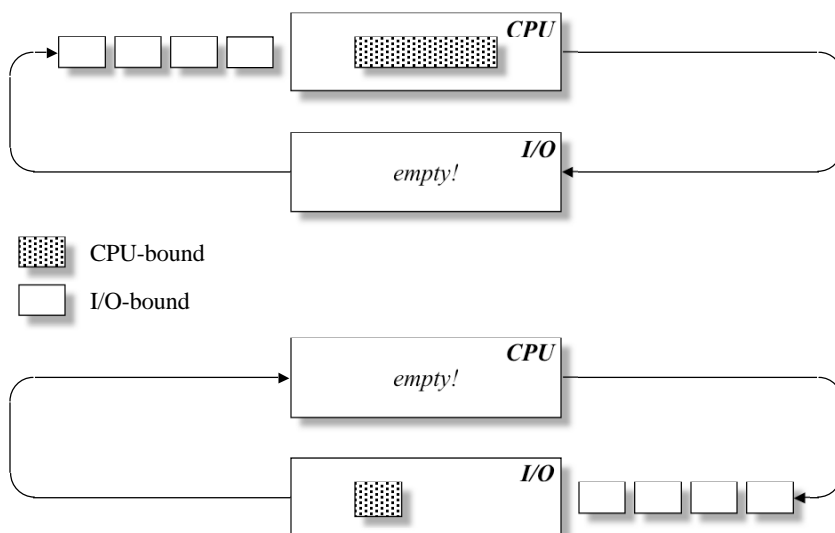 CPU
I/O
empty!
CPU-bound
I/O-bound
CPU
empty!
I/O